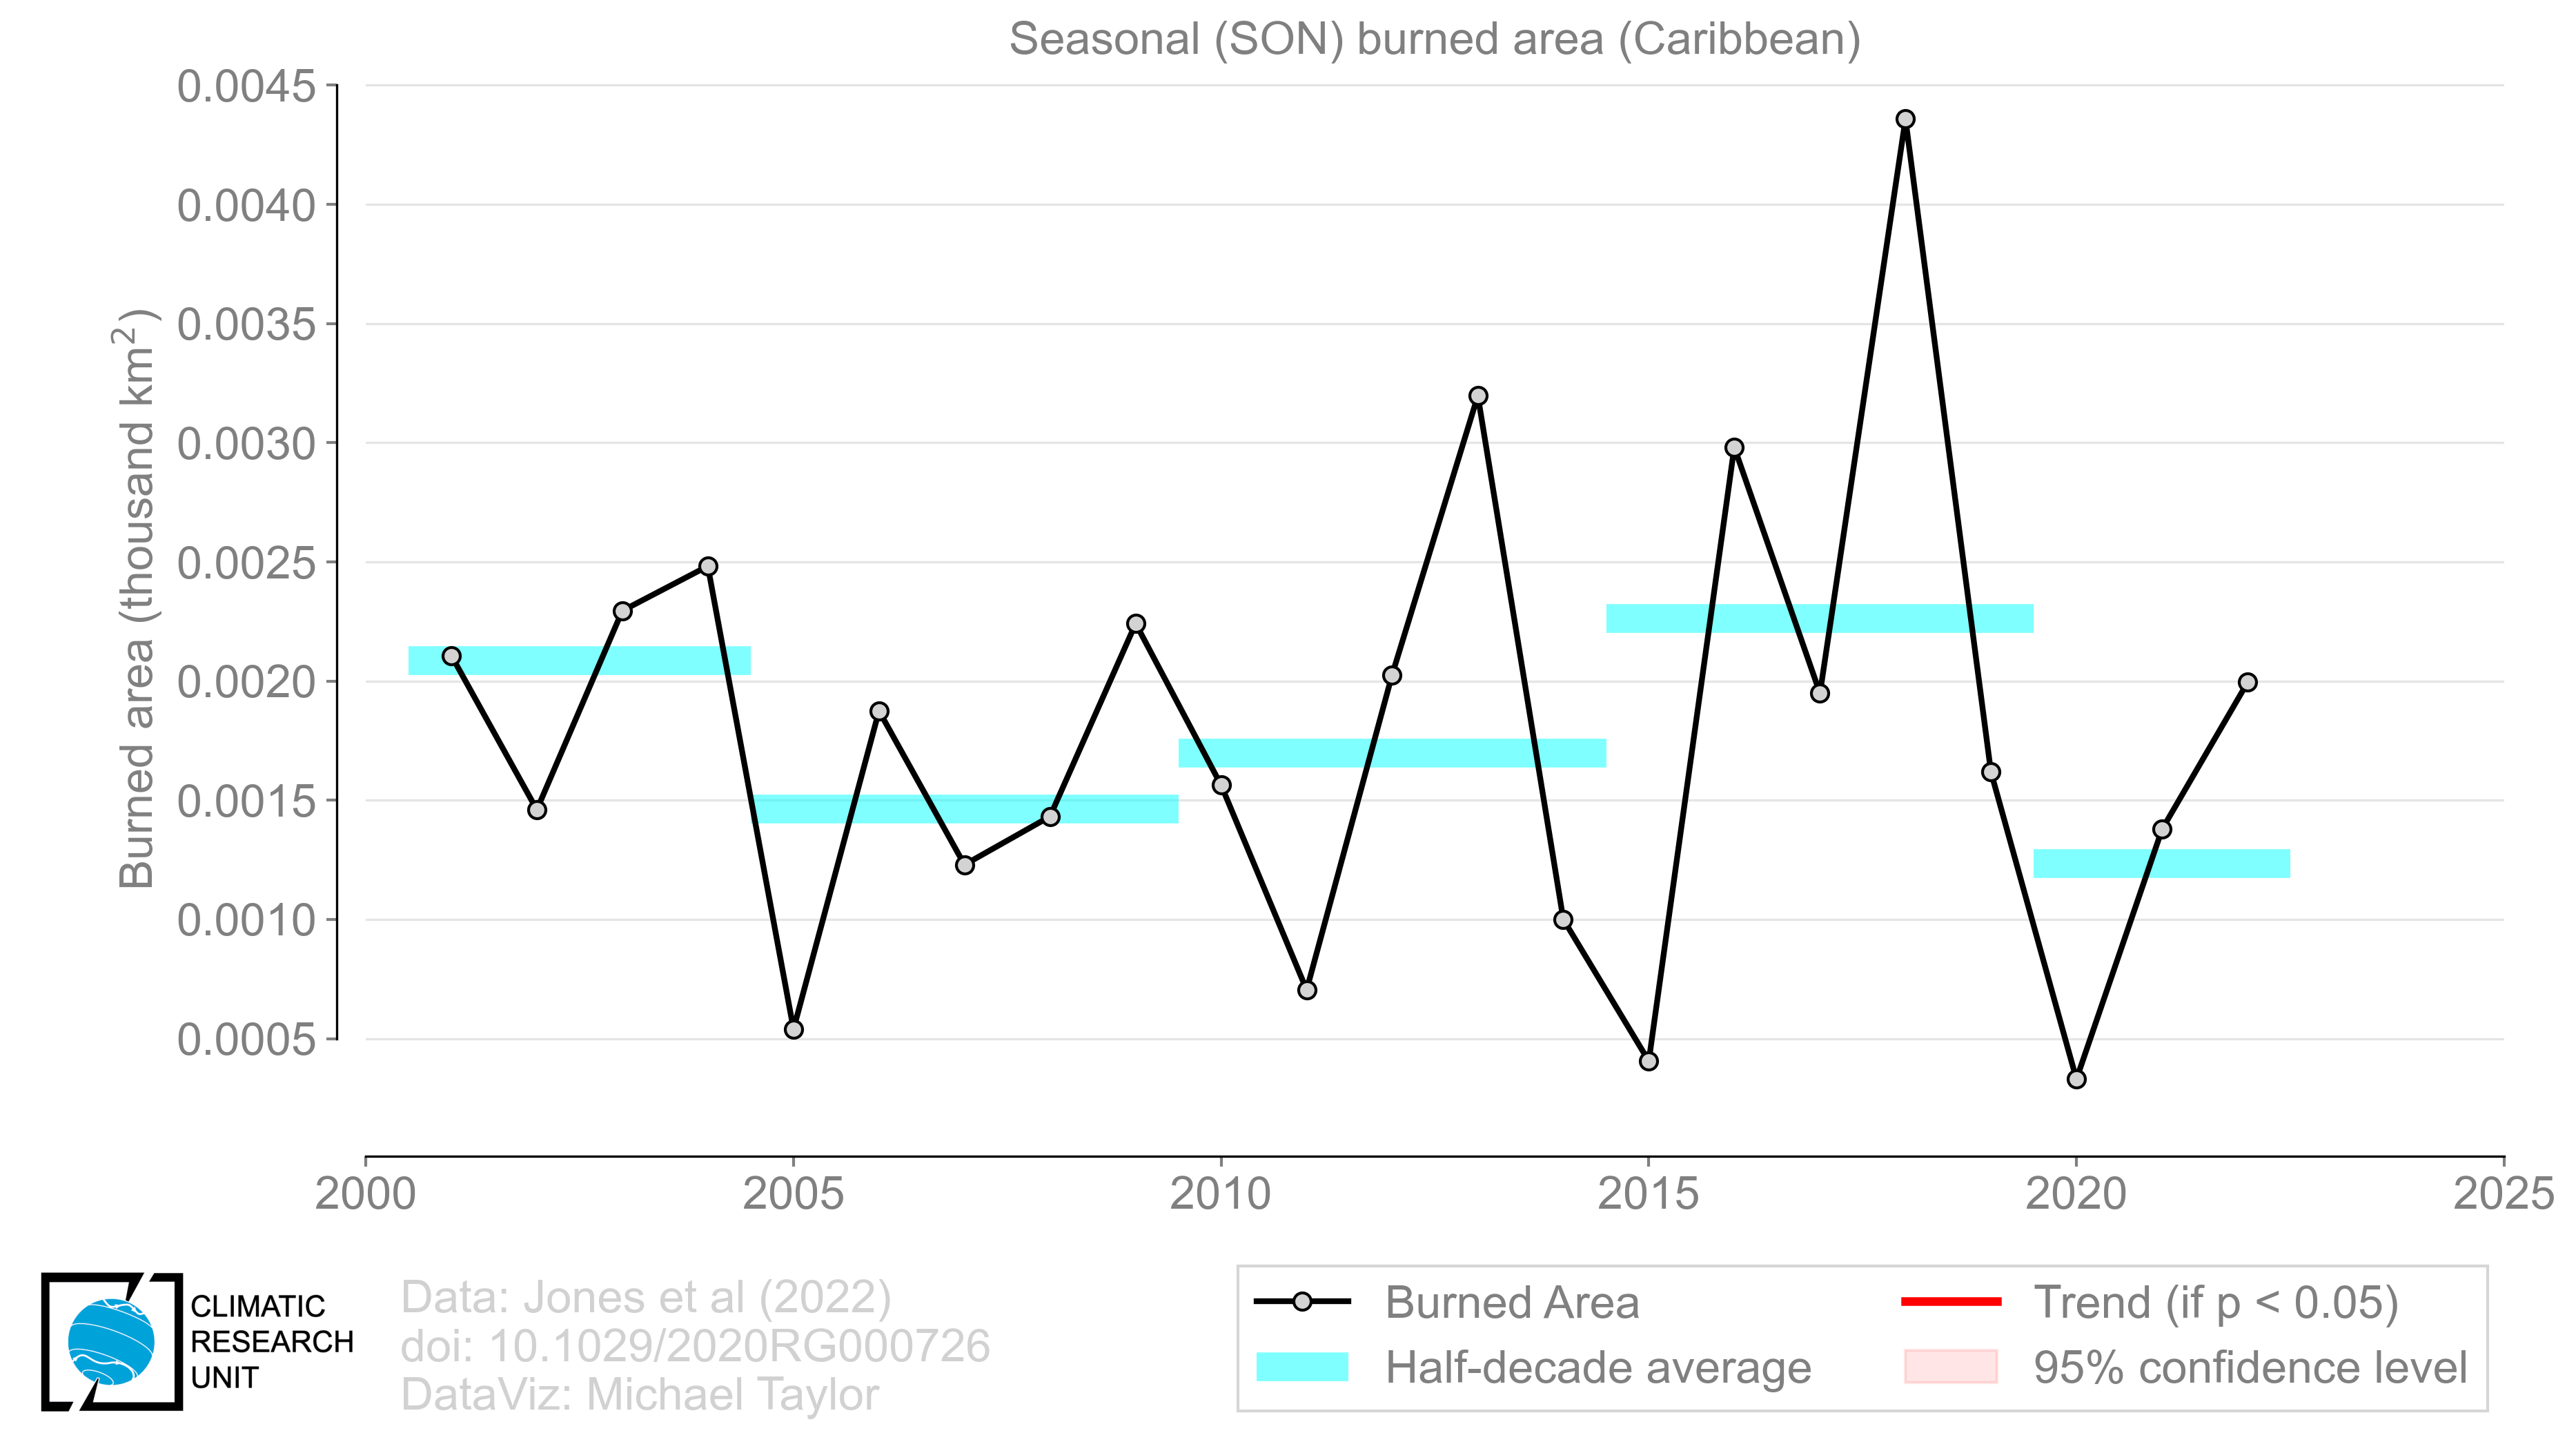 Seasonal (SON) burned area (Caribbean)
Burned area (thousand km²)
0.0045
0.0040
0.0035
0.0030
0.0025
0.0020
0.0015
0.0010
0.0005
2000 2005 2010 2015 2020 2025
CLIMATIC
RESEARCH
UNIT
Data: Jones et al (2022)
doi: 10.1029/2020RG000726
DataViz: Michael Taylor
Burned Area
Half-decade average
Trend (if p < 0.05)
95% confidence level